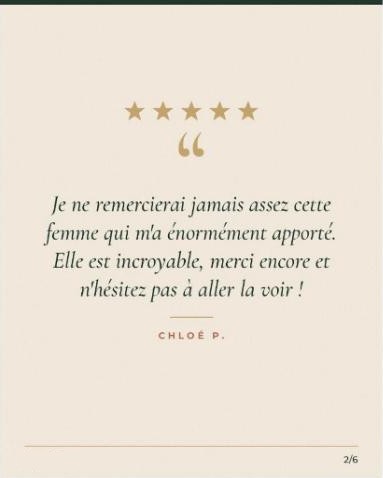 “
Je ne remercierai jamais assez cette
femme qui m'a énormément apporté.
Elle est incroyable, merci encore et
n'hésitez pas à aller la voir !
CHLOÉ P.
2/6